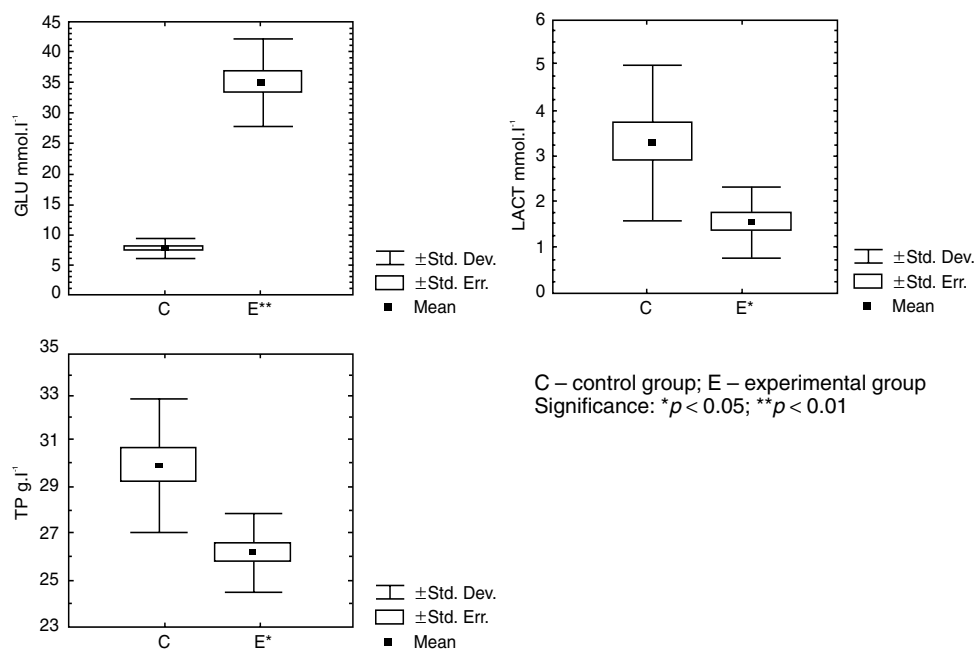 GLU mmol.l⁻¹
45
40
35
30
25
20
15
10
5
0
C
E**
±Std. Dev.
±Std. Err.
Mean
LACT mmol.l⁻¹
6
5
4
3
2
1
0
C
E*
±Std. Dev.
±Std. Err.
Mean
TP g.l⁻¹
35
33
31
29
27
25
23
C
E*
±Std. Dev.
±Std. Err.
Mean
C – control group; E – experimental group
Significance: *p < 0.05; **p < 0.01